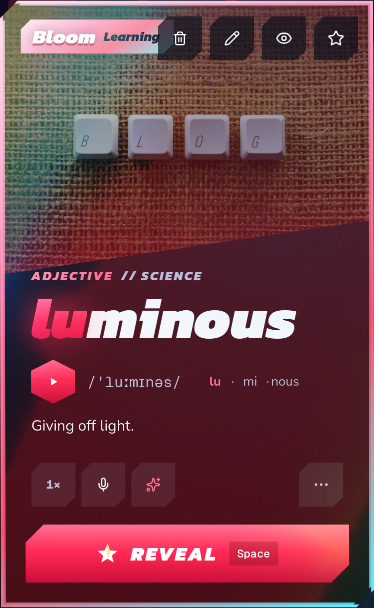 Bloom Learning
B L O G
ADJECTIVE // SCIENCE
luminous
/ˈluːmɪnəs/ lu · mi · nous
Giving off light.
1×
REVEAL Space